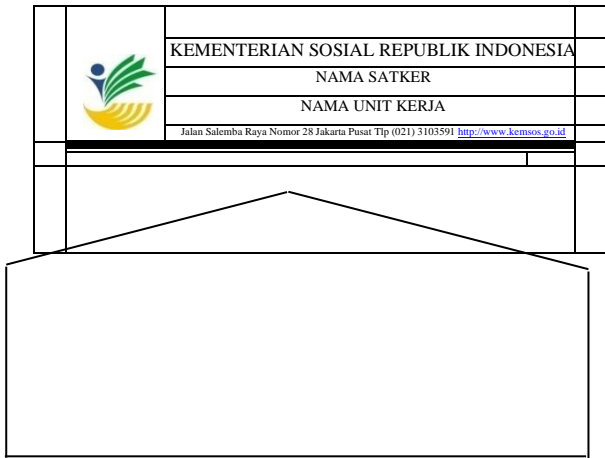 KEMENTERIAN SOSIAL REPUBLIK INDONESIA
NAMA SATKER
NAMA UNIT KERJA
Jalan Salemba Raya Nomor 28 Jakarta Pusat Tlp (021) 3103591 http://www.kemsos.go.id